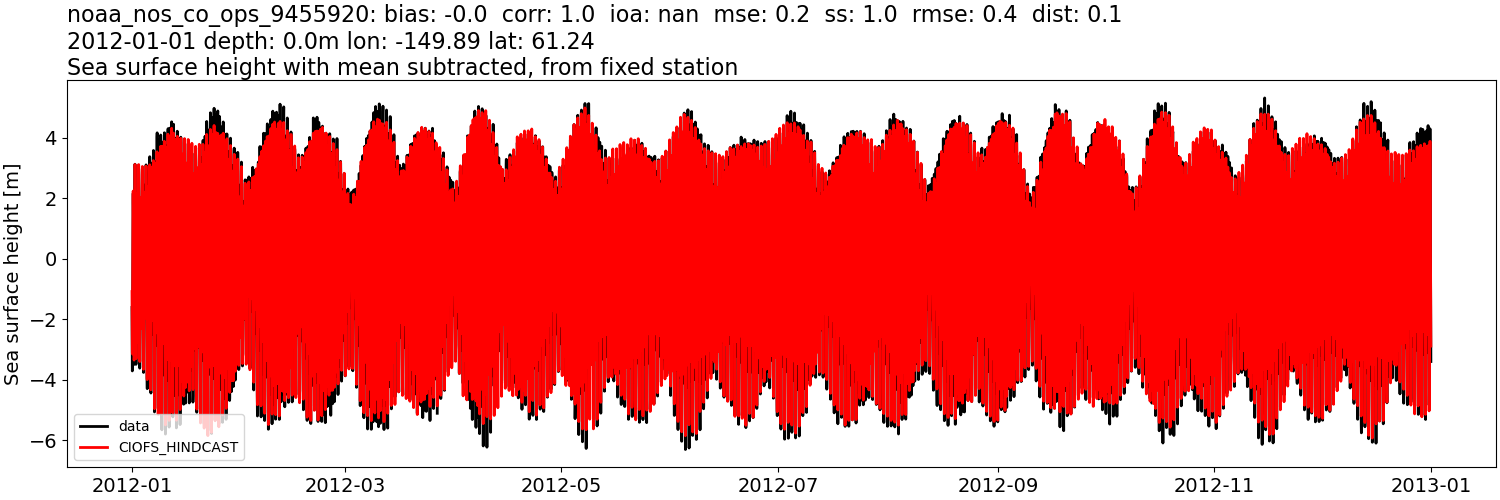 noaa_nos_co_ops_9455920: bias: -0.0  corr: 1.0  ioa: nan  mse: 0.2  ss: 1.0  rmse: 0.4  dist: 0.1
2012-01-01 depth: 0.0m lon: -149.89 lat: 61.24
Sea surface height with mean subtracted, from fixed station
Sea surface height [m]
4
2
0
−2
−4
−6
data
CIOFS_HINDCAST
2012-01
2012-03
2012-05
2012-07
2012-09
2012-11
2013-01